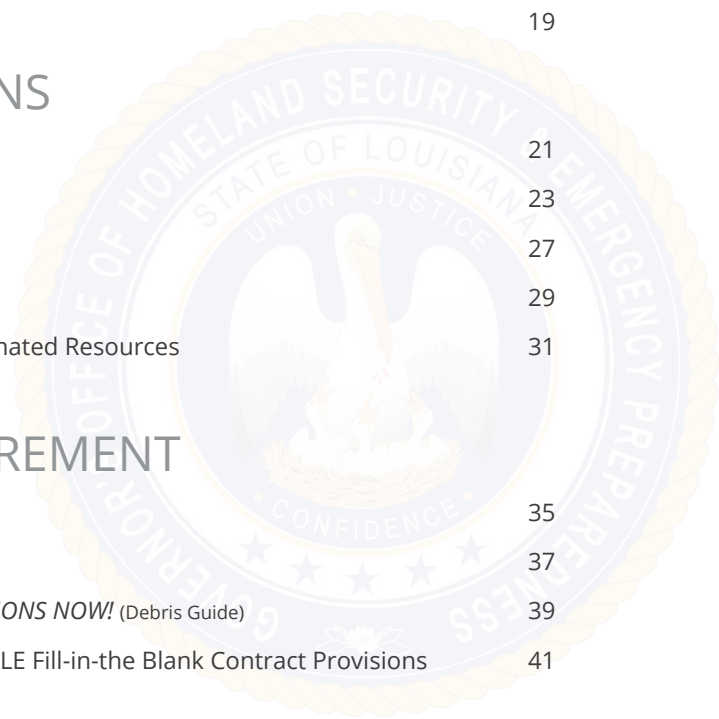 19
NS
21
23
27
29
nated Resources 31
REMENT
35
37
IONS NOW! (Debris Guide) 39
LE Fill-in-the Blank Contract Provisions 41
GOVERNOR'S OFFICE OF HOMELAND SECURITY & EMERGENCY PREPAREDNESS
STATE OF LOUISIANA
UNION • JUSTICE
• CONFIDENCE •